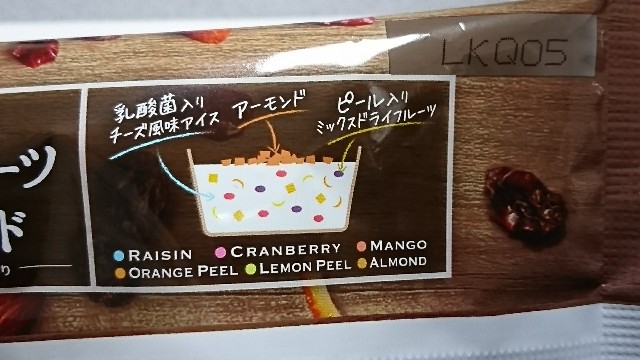 LKQ05
乳酸菌入り
チーズ風味アイス
アーモンド
ピール入り
ミックスドライフルーツ
ーツ
ド
り
RAISIN CRANBERRY MANGO
ORANGE PEEL LEMON PEEL ALMOND